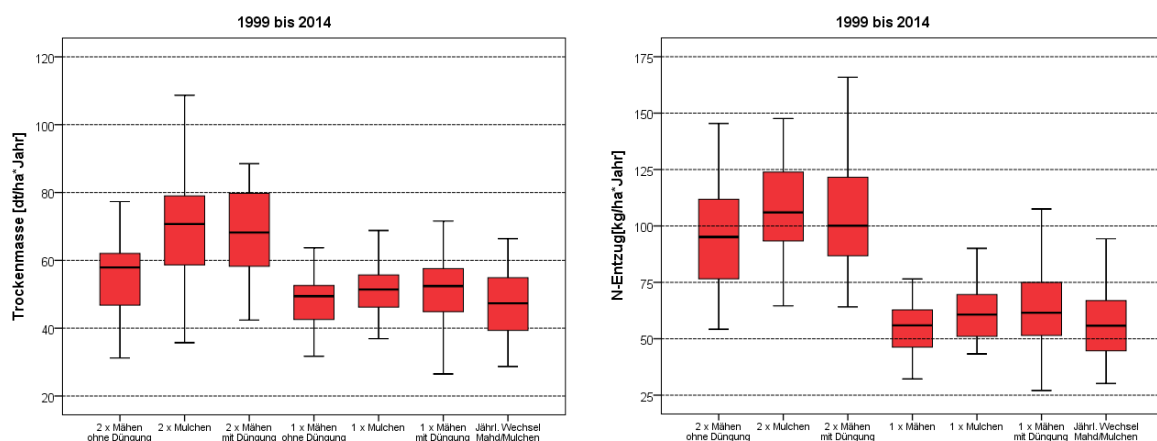 1999 bis 2014
Trockenmasse [dt/ha*Jahr]
120
100
80
60
40
20
2 x Mähen
ohne Düngung
2 x Mulchen
2 x Mähen
mit Düngung
1 x Mähen
ohne Düngung
1 x Mulchen
1 x Mähen
mit Düngung
Jährl. Wechsel
Mahd/Mulchen
1999 bis 2014
N-Entzug[kg/ha*Jahr]
175
150
125
100
75
50
25
2 x Mähen
ohne Düngung
2 x Mulchen
2 x Mähen
mit Düngung
1 x Mähen
1 x Mulchen
1 x Mähen
mit Düngung
Jährl. Wechsel
Mahd/Mulchen